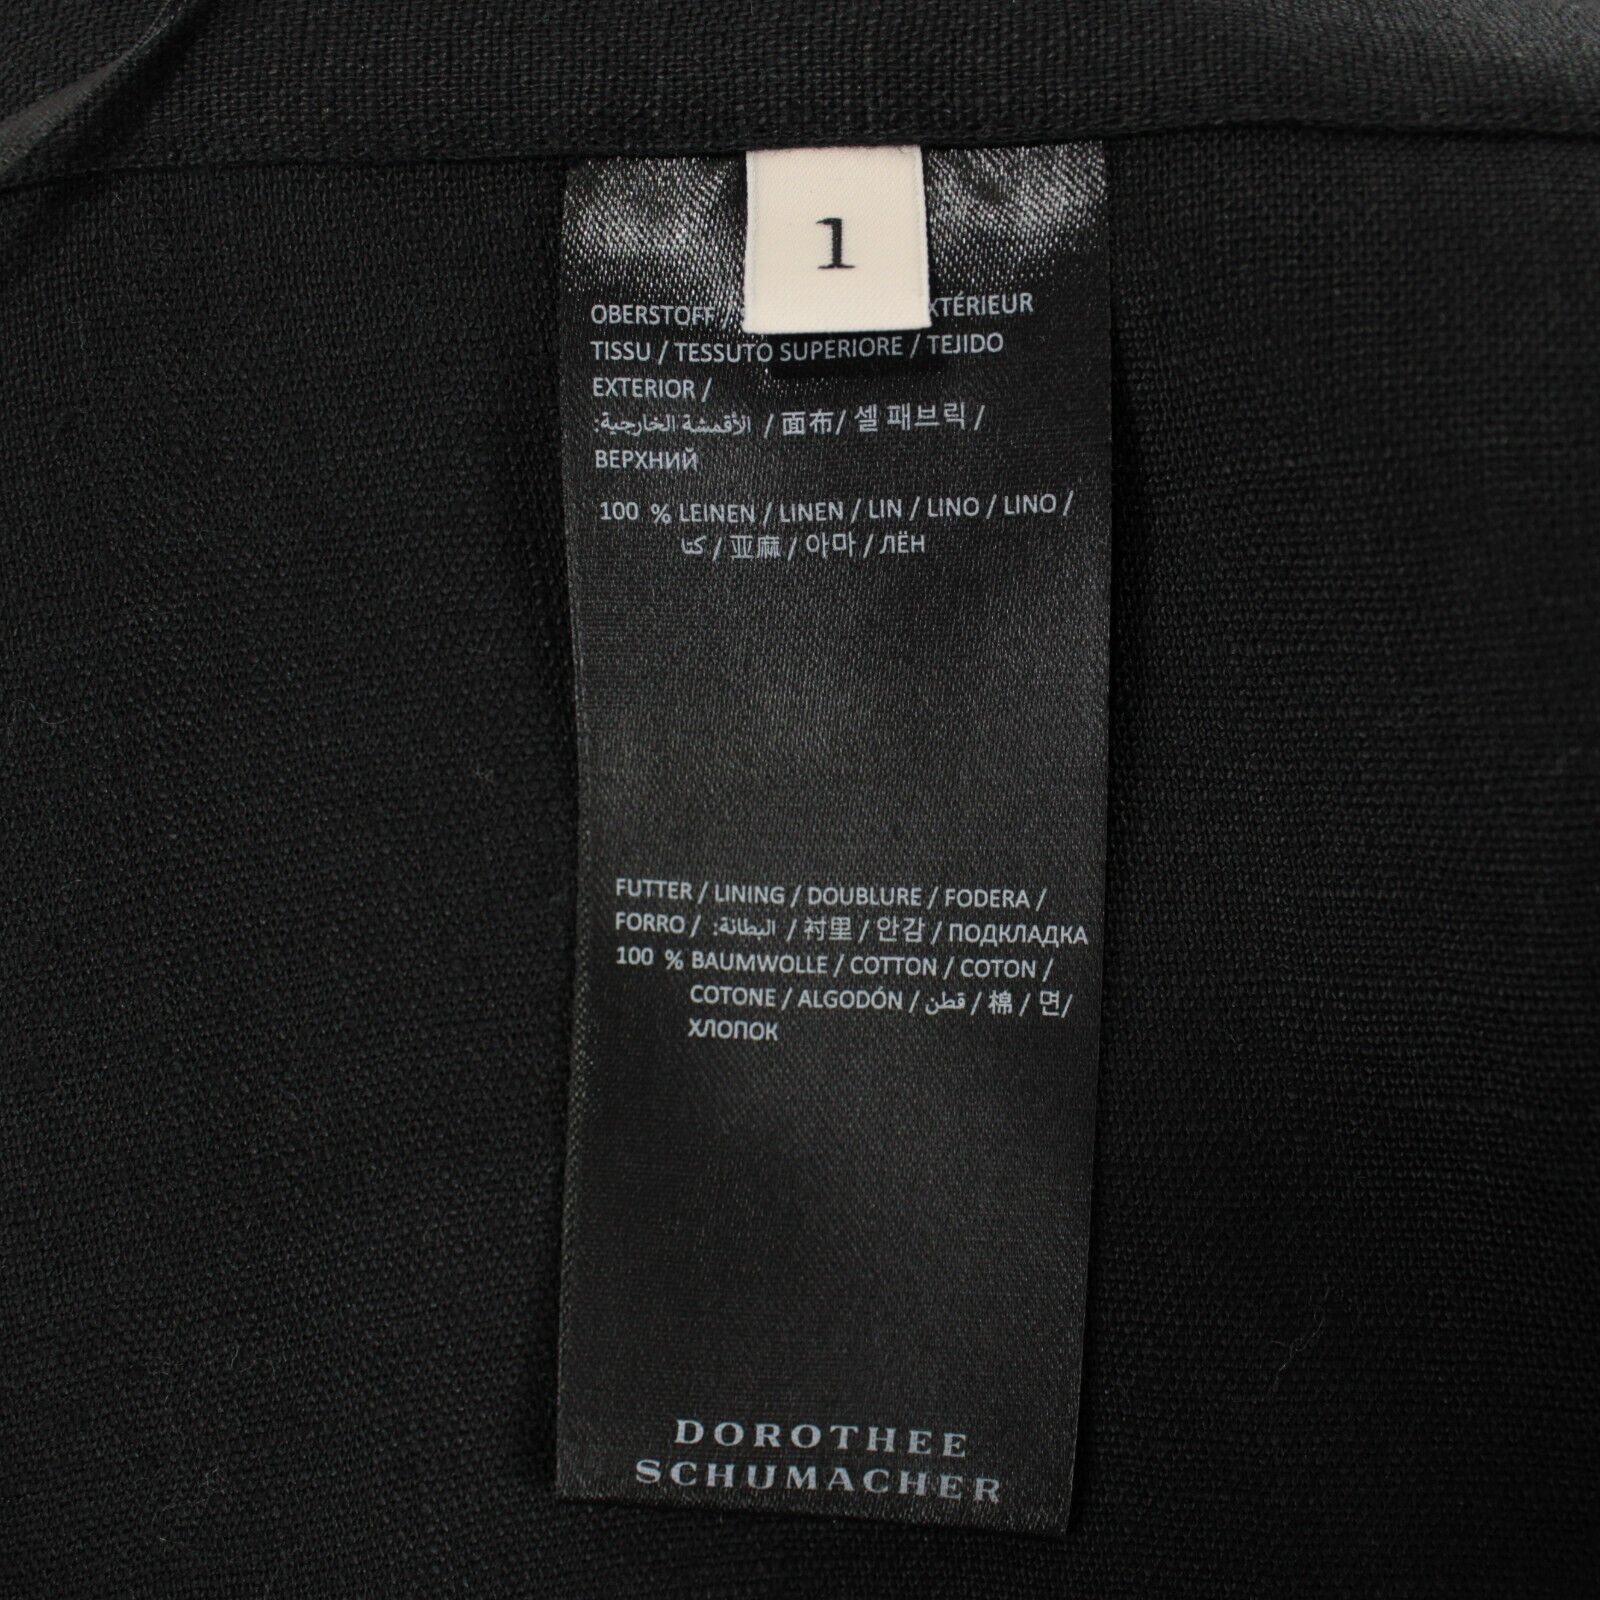 1
OBERSTOFF / XTÉRIEUR
TISSU / TESSUTO SUPERIORE / TEJIDO
EXTERIOR /
الأقمشة الخارجية: / 面布/ 셀 패브릭 /
ВЕРХНИЙ
100 % LEINEN / LINEN / LIN / LINO / LINO /
كتا / 亚麻 / 아마 / ЛЁН
FUTTER / LINING / DOUBLURE / FODERA /
FORRO / البطانة: / 衬里 / 안감 / ПОДКЛАДКА
100 % BAUMWOLLE / COTTON / COTON /
COTONE / ALGODÓN / قطن / 棉 / 면/
ХЛОПОК
DOROTHEE
SCHUMACHER